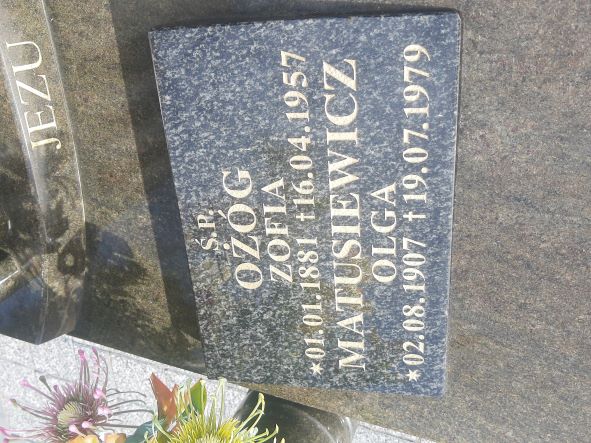 JEZU
Ś.P.
OŻÓG
ZOFIA
*01.01.1881 †16.04.1957
MATUSIEWICZ
OLGA
*02.08.1907 †19.07.1979